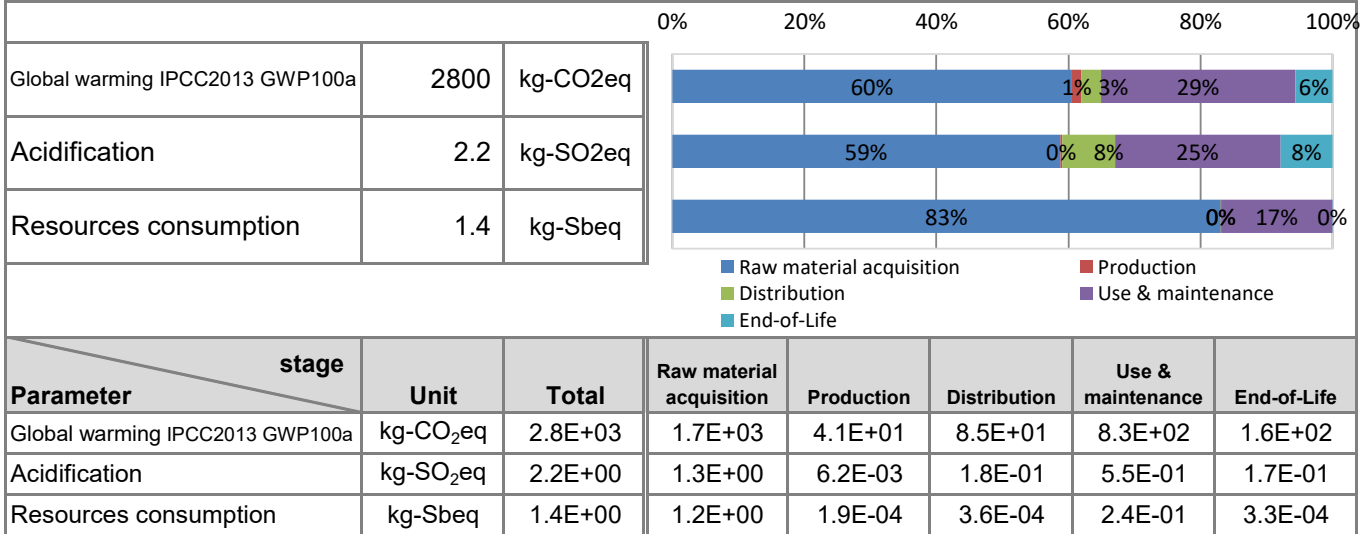 0% 20% 40% 60% 80% 100%
Global warming IPCC2013 GWP100a 2800 kg-CO2eq 60% 1% 3% 29% 6%
Acidification 2.2 kg-SO2eq 59% 0% 8% 25% 8%
Resources consumption 1.4 kg-Sbeq 83% 0% 17% 0%
Raw material acquisition Production
Distribution Use & maintenance
End-of-Life
stage
Parameter Unit Total Raw material acquisition Production Distribution Use & maintenance End-of-Life
Global warming IPCC2013 GWP100a kg-CO₂eq 2.8E+03 1.7E+03 4.1E+01 8.5E+01 8.3E+02 1.6E+02
Acidification kg-SO₂eq 2.2E+00 1.3E+00 6.2E-03 1.8E-01 5.5E-01 1.7E-01
Resources consumption kg-Sbeq 1.4E+00 1.2E+00 1.9E-04 3.6E-04 2.4E-01 3.3E-04